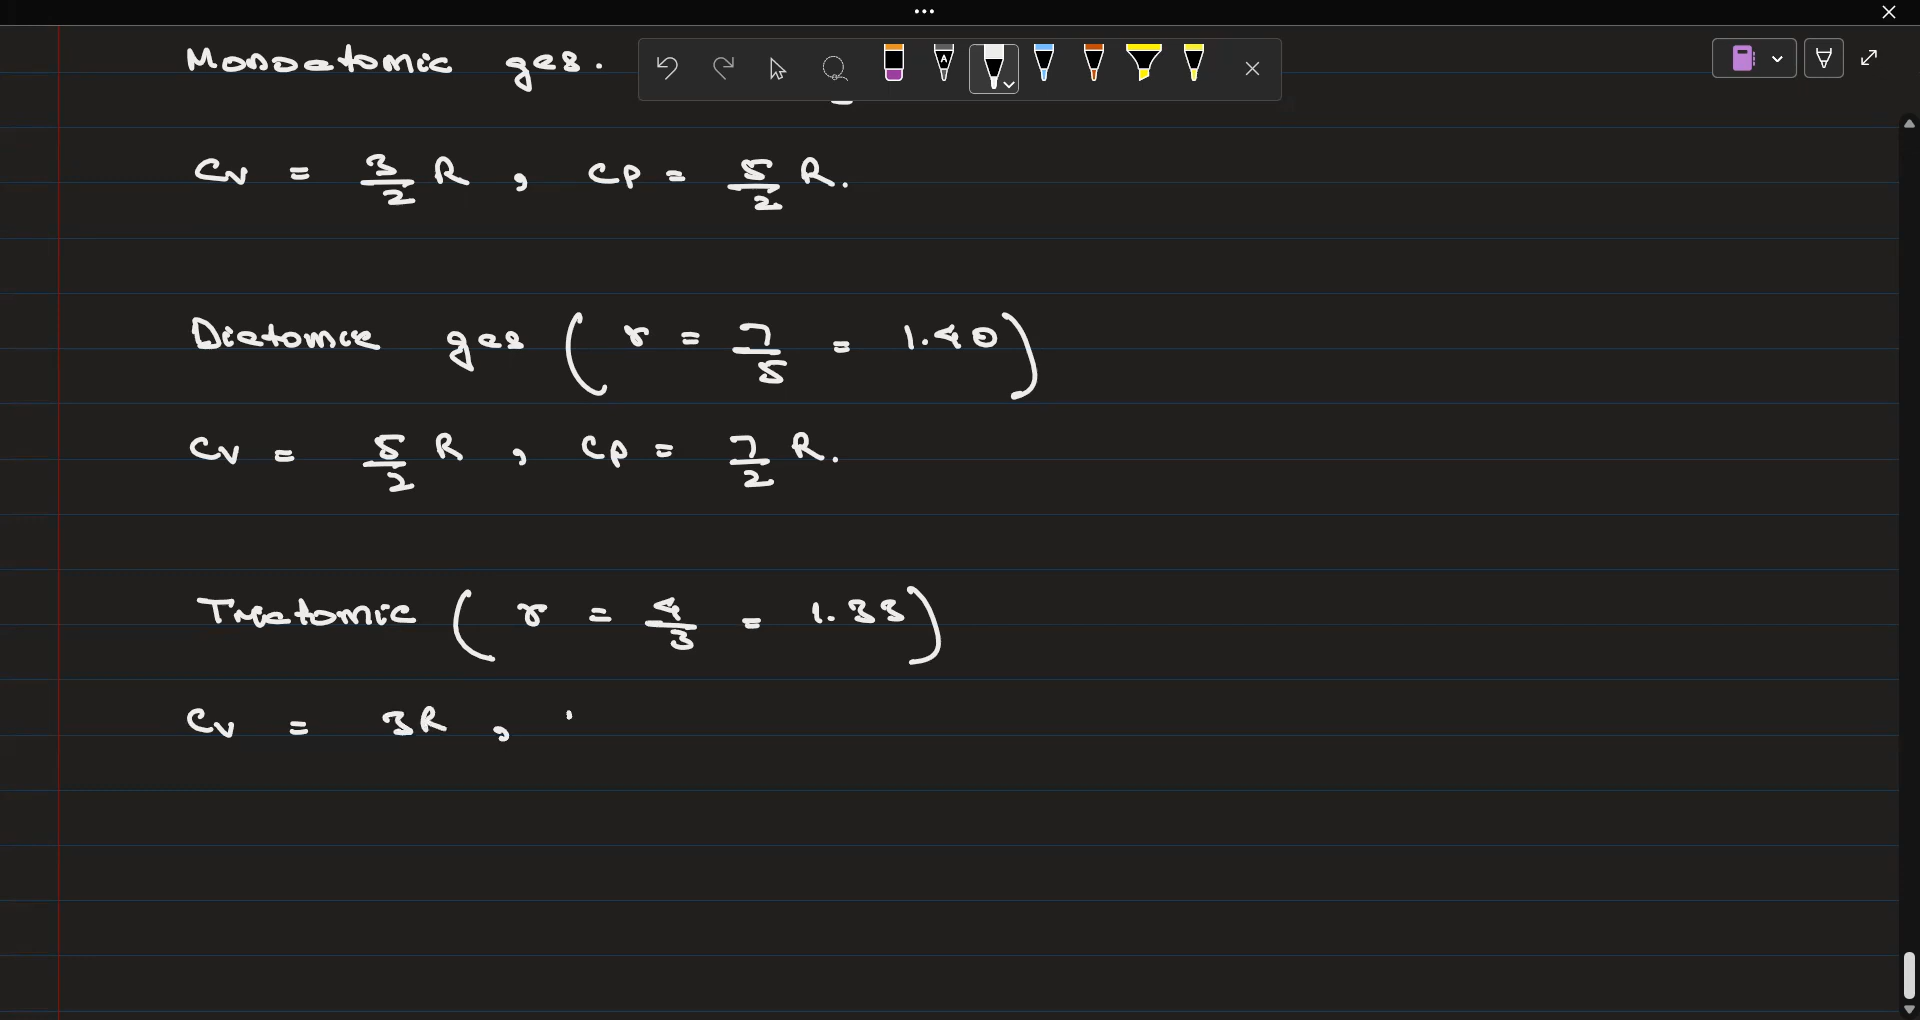 Monoatomic gas.
Cv = 3/2 R , Cp = 5/2 R.
Diatomic gas ( r = 7/5 = 1.40 )
Cv = 5/2 R , Cp = 7/2 R.
Triatomic ( r = 4/3 = 1.33 )
Cv = 3R ,